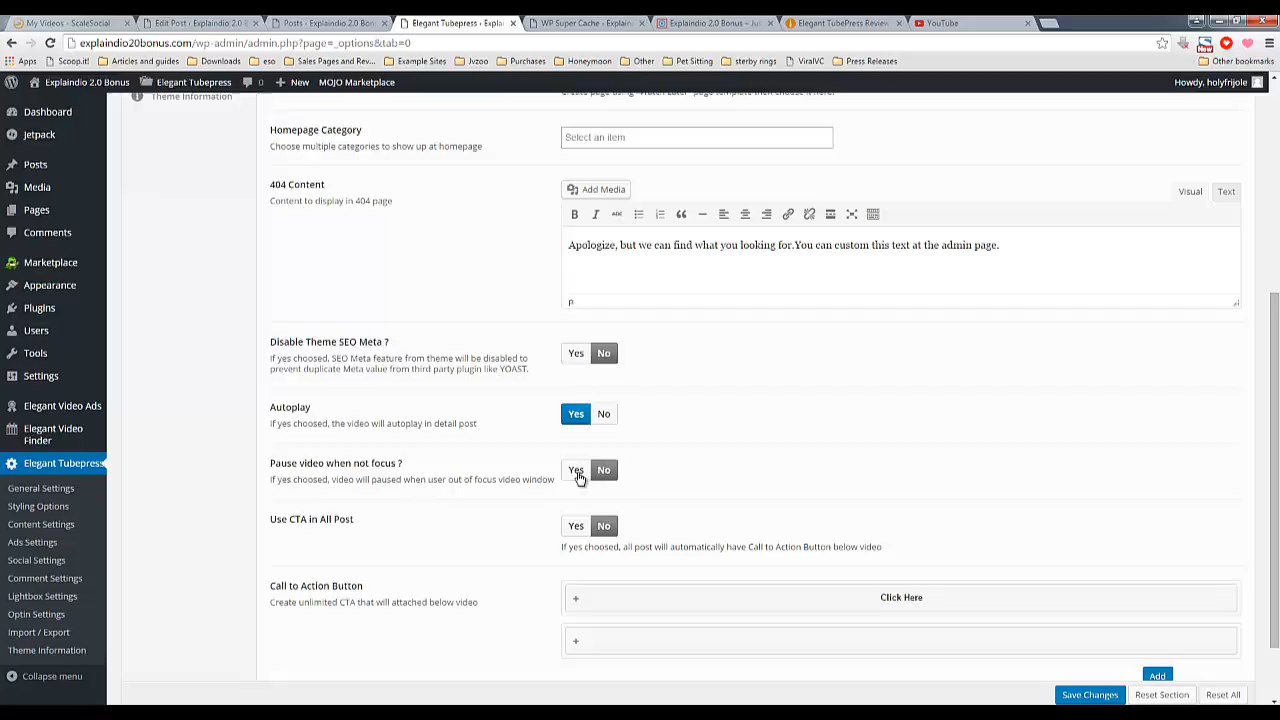 My Videos - ScaleSocial
Edit Post - Explaindio 2.0 B
Posts - Explaindio 2.0 Bon
Elegant Tubepress - Expla
WP Super Cache - Explain
Explaindio 2.0 Bonus – Jus
Elegant TubePress Review
YouTube
explaindio20bonus.com/wp-admin/admin.php?page=_options&tab=0
New
Apps
Scoop.it!
Articles and guides
Downloads
eso
Sales Pages and Rev...
Example Sites
Jvzoo
Purchases
Honeymoon
Other
Pet Sitting
sterby rings
ViralVC
Press Releases
Other bookmarks
Explaindio 2.0 Bonus
Elegant Tubepress
0
New
MOJO Marketplace
Howdy, holyfrijole
Dashboard
Jetpack
Posts
Media
Pages
Comments
Marketplace
Appearance
Plugins
Users
Tools
Settings
Elegant Video Ads
Elegant Video
Finder
Elegant Tubepress
General Settings
Styling Options
Content Settings
Ads Settings
Social Settings
Comment Settings
Lightbox Settings
Optin Settings
Import / Export
Theme Information
Collapse menu
Theme Information
Create page using "Watch Later" page template then choose it here.
Homepage Category
Choose multiple categories to show up at homepage
Select an item
404 Content
Content to display in 404 page
Add Media
Visual
Text
B I ABC
Apologize, but we can find what you looking for.You can custom this text at the admin page.
p
Disable Theme SEO Meta ?
If yes choosed, SEO Meta feature from theme will be disabled to
prevent duplicate Meta value from third party plugin like YOAST.
Yes No
Autoplay
If yes choosed, the video will autoplay in detail post
Yes No
Pause video when not focus ?
If yes choosed, video will paused when user out of focus video window
Yes No
Use CTA in All Post
Yes No
If yes choosed, all post will automatically have Call to Action Button below video
Call to Action Button
Create unlimited CTA that will attached below video
+ Click Here
+
Add
Save Changes
Reset Section
Reset All